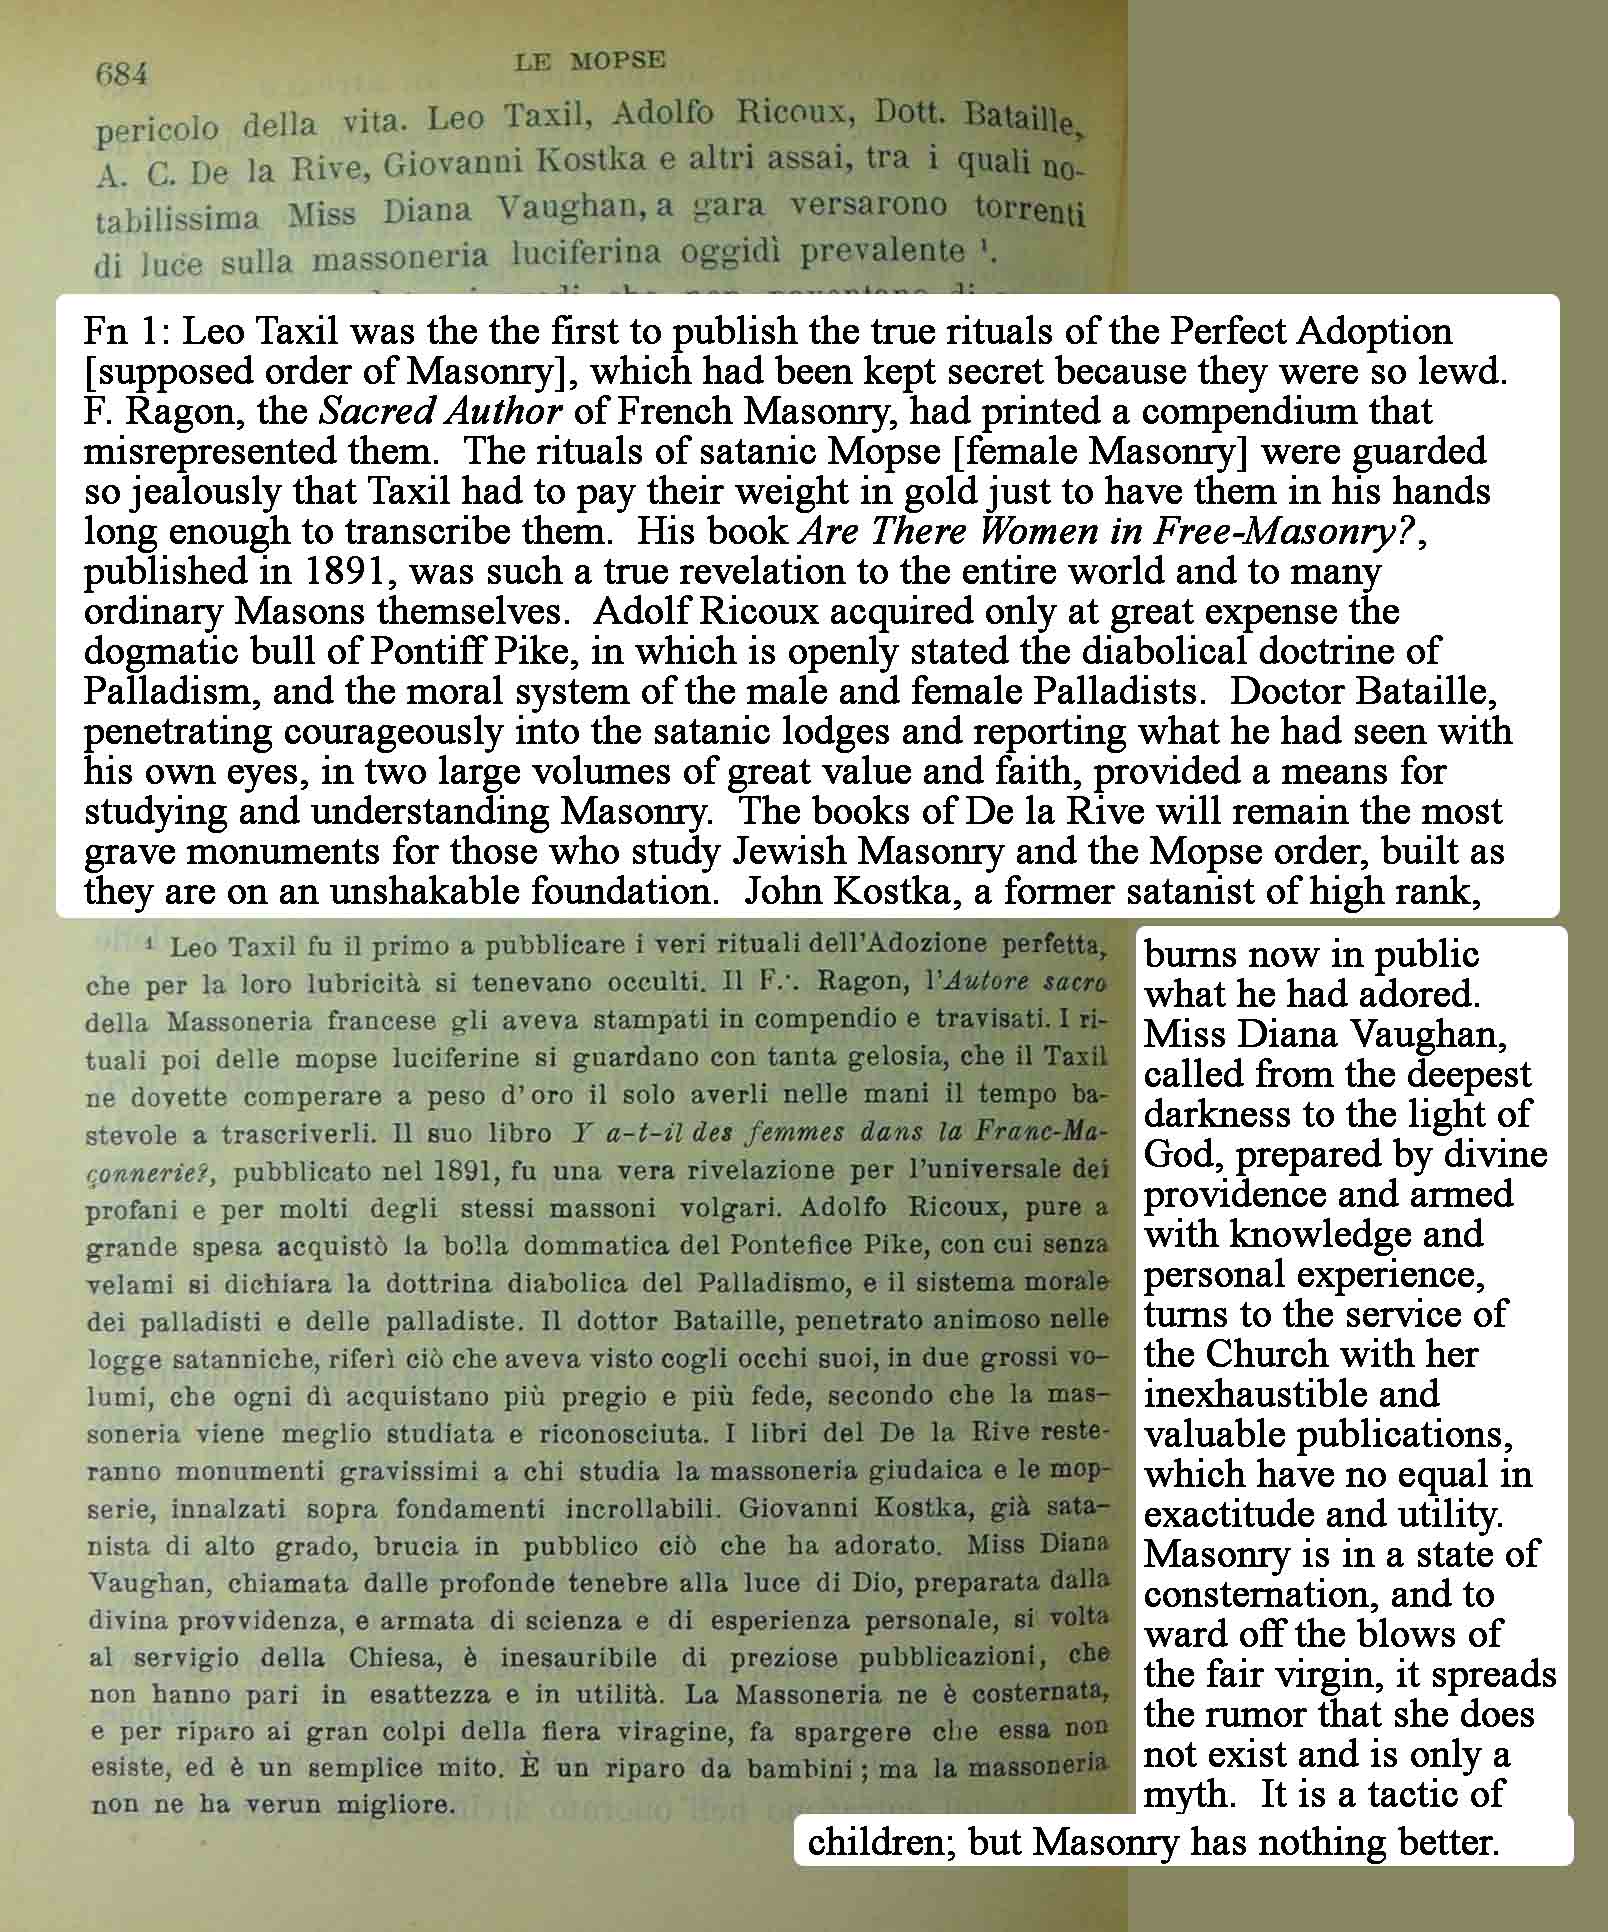 684
LE MOPSE
pericolo della vita. Leo Taxil, Adolfo Ricoux, Dott. Bataille,
A. C. De la Rive, Giovanni Kostka e altri assai, tra i quali no-
tabilissima Miss Diana Vaughan, a gara versarono torrenti
di luce sulla massoneria luciferina oggidì prevalente ¹.
Fn 1: Leo Taxil was the the first to publish the true rituals of the Perfect Adoption
[supposed order of Masonry], which had been kept secret because they were so lewd.
F. Ragon, the Sacred Author of French Masonry, had printed a compendium that
misrepresented them. The rituals of satanic Mopse [female Masonry] were guarded
so jealously that Taxil had to pay their weight in gold just to have them in his hands
long enough to transcribe them. His book Are There Women in Free-Masonry?,
published in 1891, was such a true revelation to the entire world and to many
ordinary Masons themselves. Adolf Ricoux acquired only at great expense the
dogmatic bull of Pontiff Pike, in which is openly stated the diabolical doctrine of
Palladism, and the moral system of the male and female Palladists. Doctor Bataille,
penetrating courageously into the satanic lodges and reporting what he had seen with
his own eyes, in two large volumes of great value and faith, provided a means for
studying and understanding Masonry. The books of De la Rive will remain the most
grave monuments for those who study Jewish Masonry and the Mopse order, built as
they are on an unshakable foundation. John Kostka, a former satanist of high rank,
burns now in public
what he had adored.
Miss Diana Vaughan,
called from the deepest
darkness to the light of
God, prepared by divine
providence and armed
with knowledge and
personal experience,
turns to the service of
the Church with her
inexhaustible and
valuable publications,
which have no equal in
exactitude and utility.
Masonry is in a state of
consternation, and to
ward off the blows of
the fair virgin, it spreads
the rumor that she does
not exist and is only a
myth. It is a tactic of
children; but Masonry has nothing better.
¹ Leo Taxil fu il primo a pubblicare i veri rituali dell'Adozione perfetta,
che per la loro lubricità si tenevano occulti. Il F∴ Ragon, l'Autore sacro
della Massoneria francese gli aveva stampati in compendio e travisati. I ri-
tuali poi delle mopse luciferine si guardano con tanta gelosia, che il Taxil
ne dovette comperare a peso d'oro il solo averli nelle mani il tempo ba-
stevole a trascriverli. Il suo libro Y a-t-il des femmes dans la Franc-Ma-
çonnerie?, pubblicato nel 1891, fu una vera rivelazione per l'universale dei
profani e per molti degli stessi massoni volgari. Adolfo Ricoux, pure a
grande spesa acquistò la bolla dommatica del Pontefice Pike, con cui senza
velami si dichiara la dottrina diabolica del Palladismo, e il sistema morale
dei palladisti e delle palladiste. Il dottor Bataille, penetrato animoso nelle
logge satanniche, riferì ciò che aveva visto cogli occhi suoi, in due grossi vo-
lumi, che ogni dì acquistano più pregio e più fede, secondo che la mas-
soneria viene meglio studiata e riconosciuta. I libri del De la Rive reste-
ranno monumenti gravissimi a chi studia la massoneria giudaica e le mop-
serie, innalzati sopra fondamenti incrollabili. Giovanni Kostka, già sata-
nista di alto grado, brucia in pubblico ciò che ha adorato. Miss Diana
Vaughan, chiamata dalle profonde tenebre alla luce di Dio, preparata dalla
divina provvidenza, e armata di scienza e di esperienza personale, si volta
al servigio della Chiesa, è inesauribile di preziose pubblicazioni, che
non hanno pari in esattezza e in utilità. La Massoneria ne è costernata,
e per riparo ai gran colpi della fiera viragine, fa spargere che essa non
esiste, ed è un semplice mito. È un riparo da bambini; ma la massoneria
non ne ha verun migliore.